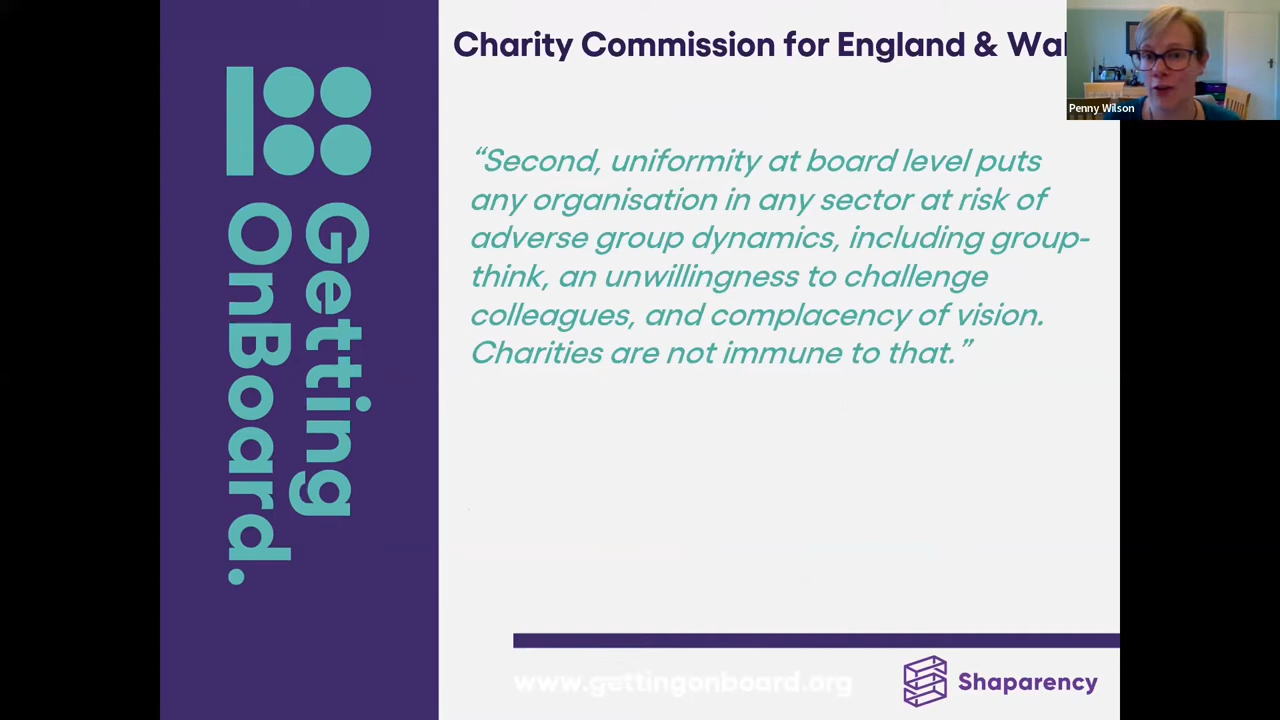 Charity Commission for England & Wal
Penny Wilson
Getting
OnBoard.
“Second, uniformity at board level puts
any organisation in any sector at risk of
adverse group dynamics, including group-
think, an unwillingness to challenge
colleagues, and complacency of vision.
Charities are not immune to that.”
www.gettingonboard.org
Shaparency